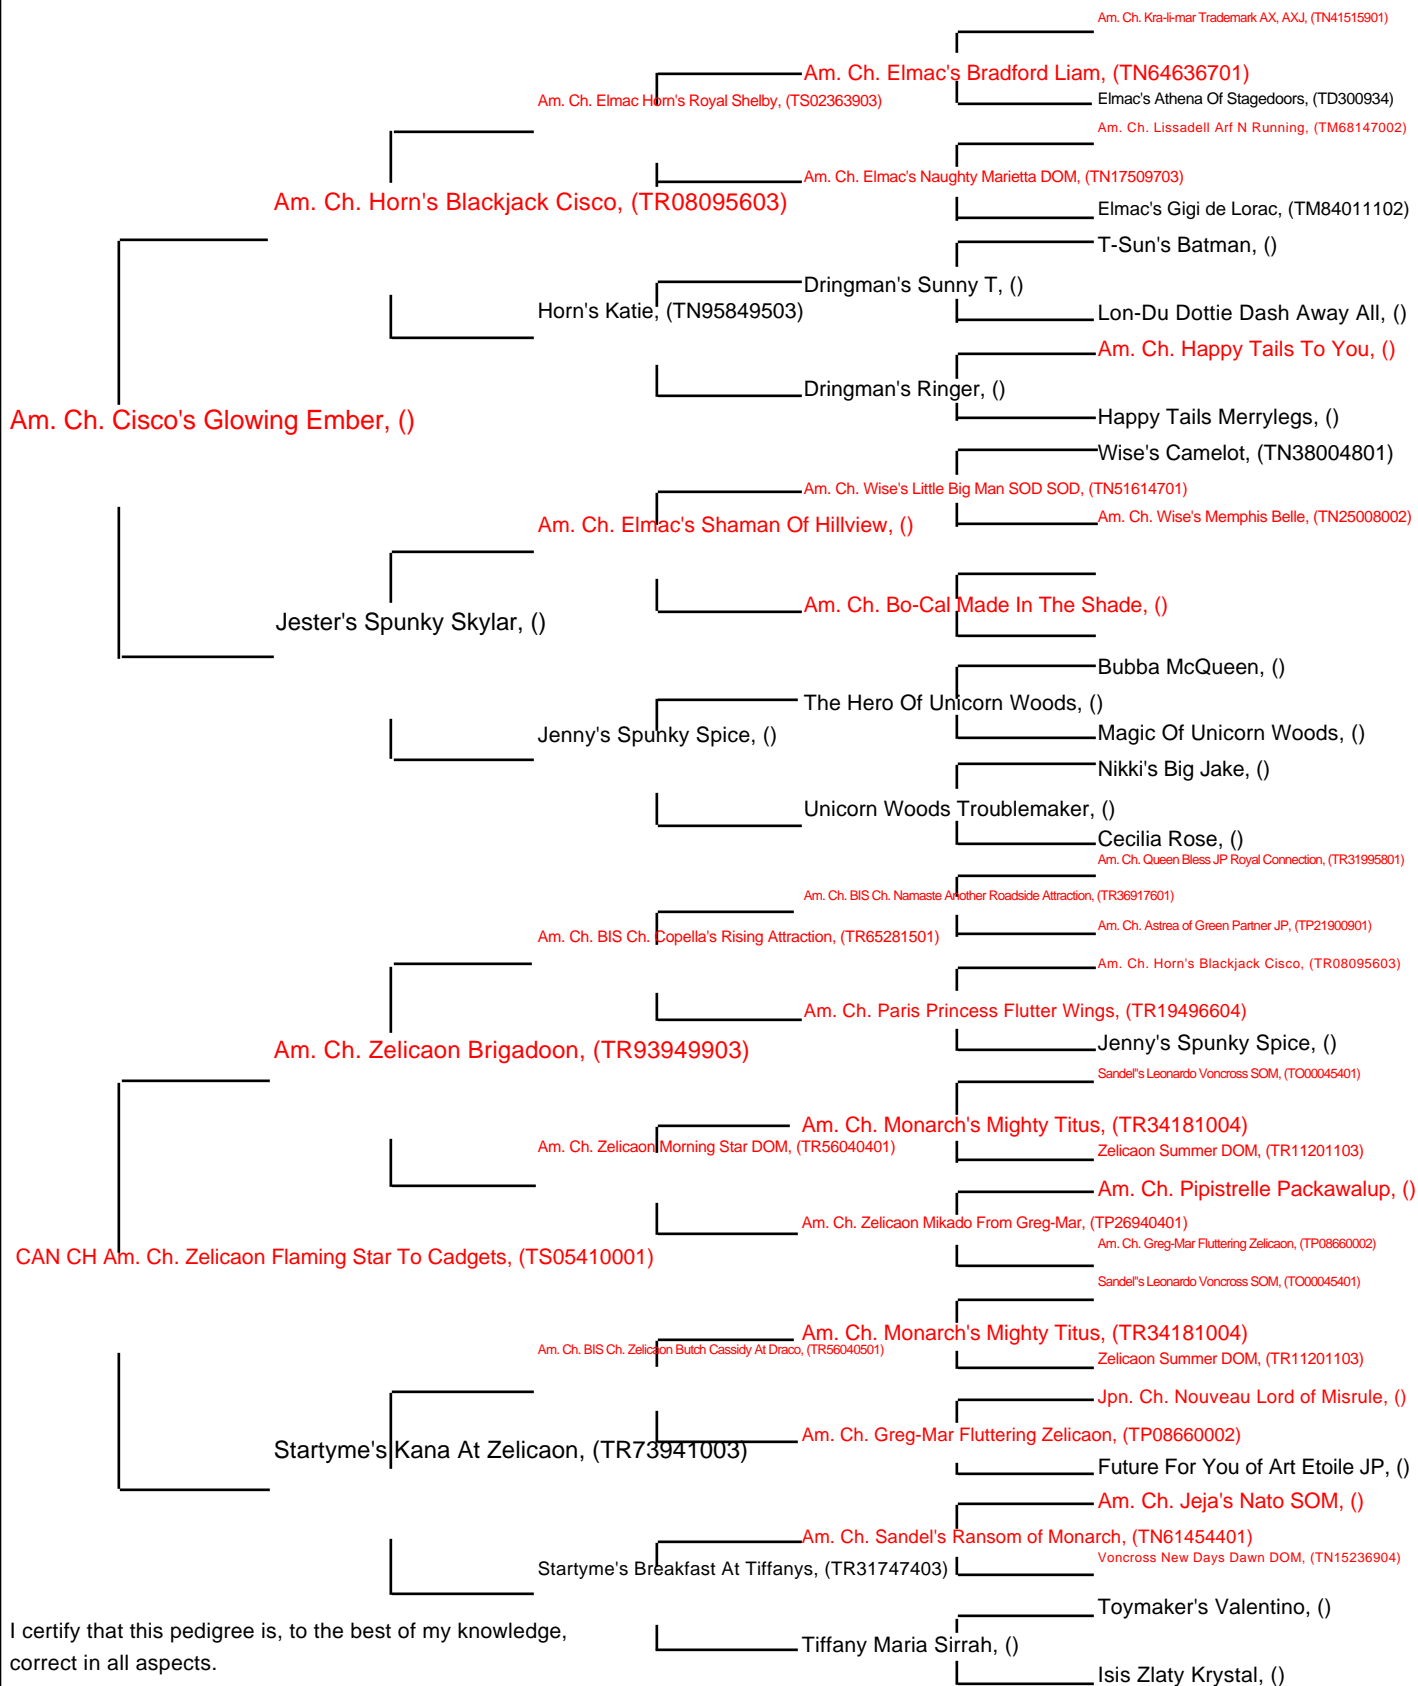 Am. Ch. Kra-li-mar Trademark AX, AXJ, (TN41515901)
Am. Ch. Elmac's Bradford Liam, (TN64636701)
Am. Ch. Elmac Horn's Royal Shelby, (TS02363903)
Elmac's Athena Of Stagedoors, (TD300934)
Am. Ch. Lissadell Arf N Running, (TM68147002)
Am. Ch. Elmac's Naughty Marietta DOM, (TN17509703)
Am. Ch. Horn's Blackjack Cisco, (TR08095603)
Elmac's Gigi de Lorac, (TM84011102)
T-Sun's Batman, ()
Dringman's Sunny T, ()
Horn's Katie, (TN95849503)
Lon-Du Dottie Dash Away All, ()
Am. Ch. Happy Tails To You, ()
Dringman's Ringer, ()
Am. Ch. Cisco's Glowing Ember, ()
Happy Tails Merrylegs, ()
Wise's Camelot, (TN38004801)
Am. Ch. Wise's Little Big Man SOD SOD, (TN51614701)
Am. Ch. Elmac's Shaman Of Hillview, ()
Am. Ch. Wise's Memphis Belle, (TN25008002)
Am. Ch. Bo-Cal Made In The Shade, ()
Jester's Spunky Skylar, ()
Bubba McQueen, ()
The Hero Of Unicorn Woods, ()
Jenny's Spunky Spice, ()
Magic Of Unicorn Woods, ()
Nikki's Big Jake, ()
Unicorn Woods Troublemaker, ()
Cecilia Rose, ()
Am. Ch. Queen Bless JP Royal Connection, (TR31995801)
Am. Ch. BIS Ch. Namaste Another Roadside Attraction, (TR36917601)
Am. Ch. BIS Ch. Copella's Rising Attraction, (TR65281501)
Am. Ch. Astrea of Green Partner JP, (TP21900901)
Am. Ch. Horn's Blackjack Cisco, (TR08095603)
Am. Ch. Paris Princess Flutter Wings, (TR19496604)
Am. Ch. Zelicaon Brigadoon, (TR93949903)
Jenny's Spunky Spice, ()
Sandel"s Leonardo Voncross SOM, (TO00045401)
Am. Ch. Monarch's Mighty Titus, (TR34181004)
Am. Ch. Zelicaon Morning Star DOM, (TR56040401)
Zelicaon Summer DOM, (TR11201103)
Am. Ch. Pipistrelle Packawalup, ()
Am. Ch. Zelicaon Mikado From Greg-Mar, (TP26940401)
Am. Ch. Greg-Mar Fluttering Zelicaon, (TP08660002)
CAN CH Am. Ch. Zelicaon Flaming Star To Cadgets, (TS05410001)
Sandel"s Leonardo Voncross SOM, (TO00045401)
Am. Ch. Monarch's Mighty Titus, (TR34181004)
Am. Ch. BIS Ch. Zelicaon Butch Cassidy At Draco, (TR56040501)
Zelicaon Summer DOM, (TR11201103)
Jpn. Ch. Nouveau Lord of Misrule, ()
Am. Ch. Greg-Mar Fluttering Zelicaon, (TP08660002)
Startyme's Kana At Zelicaon, (TR73941003)
Future For You of Art Etoile JP, ()
Am. Ch. Jeja's Nato SOM, ()
Am. Ch. Sandel's Ransom of Monarch, (TN61454401)
Startyme's Breakfast At Tiffanys, (TR31747403)
Voncross New Days Dawn DOM, (TN15236904)
Toymaker's Valentino, ()
Tiffany Maria Sirrah, ()
Isis Zlaty Krystal, ()
I certify that this pedigree is, to the best of my knowledge,
correct in all aspects.